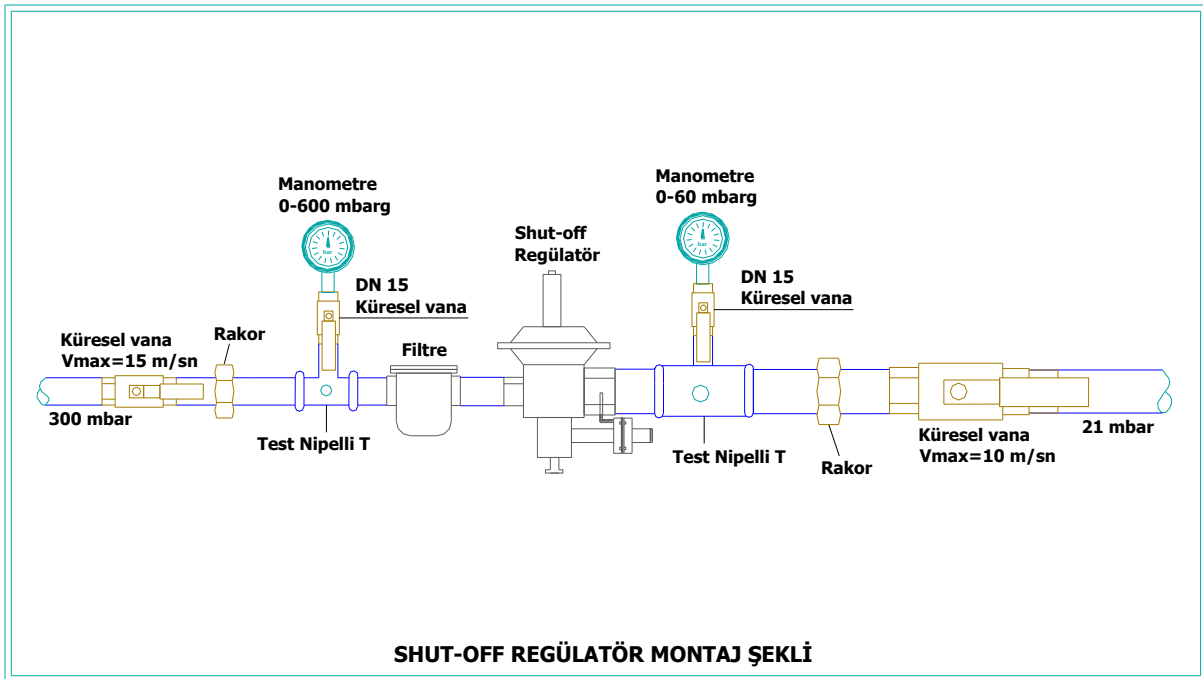 Manometre
0-600 mbarg
Manometre
0-60 mbarg
Shut-off
Regülatör
bar
bar
DN 15
Küresel vana
DN 15
Küresel vana
Küresel vana
Vmax=15 m/sn
Rakor
Filtre
300 mbar
Test Nipelli T
Test Nipelli T
Rakor
Küresel vana
Vmax=10 m/sn
21 mbar
SHUT-OFF REGÜLATÖR MONTAJ ŞEKLİ